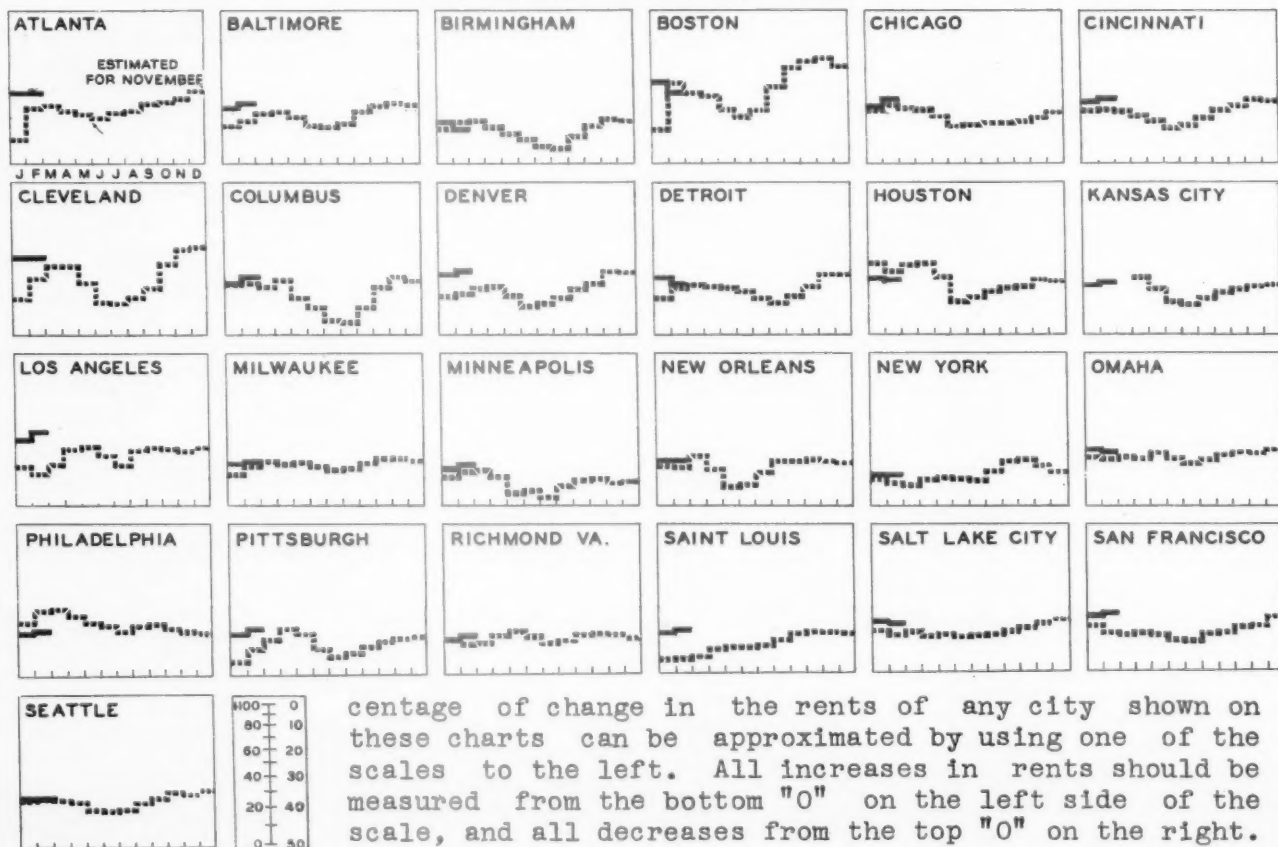 ATLANTA BALTIMORE BIRMINGHAM BOSTON CHICAGO CINCINNATI
ESTIMATED
FOR NOVEMBER
J F M A M J J A S O N D
CLEVELAND COLUMBUS DENVER DETROIT HOUSTON KANSAS CITY
LOS ANGELES MILWAUKEE MINNEAPOLIS NEW ORLEANS NEW YORK OMAHA
PHILADELPHIA PITTSBURGH RICHMOND VA. SAINT LOUIS SALT LAKE CITY SAN FRANCISCO
SEATTLE
100 0
80 10
60 20
40 30
20 40
0 50
centage of change in the rents of any city shown on
these charts can be approximated by using one of the
scales to the left. All increases in rents should be
measured from the bottom "0" on the left side of the
scale, and all decreases from the top "0" on the right.